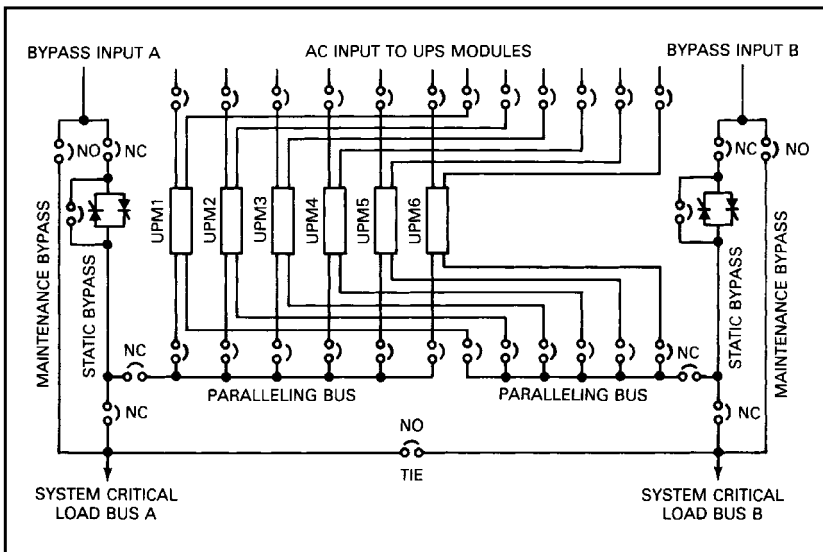 BYPASS INPUT A
AC INPUT TO UPS MODULES
BYPASS INPUT B
NO
NC
NC
NO
MAINTENANCE BYPASS
STATIC BYPASS
UPM1
UPM2
UPM3
UPM4
UPM5
UPM6
STATIC BYPASS
MAINTENANCE BYPASS
NC
NC
PARALLELING BUS
PARALLELING BUS
NC
NC
NO
TIE
SYSTEM CRITICAL
LOAD BUS A
SYSTEM CRITICAL
LOAD BUS B